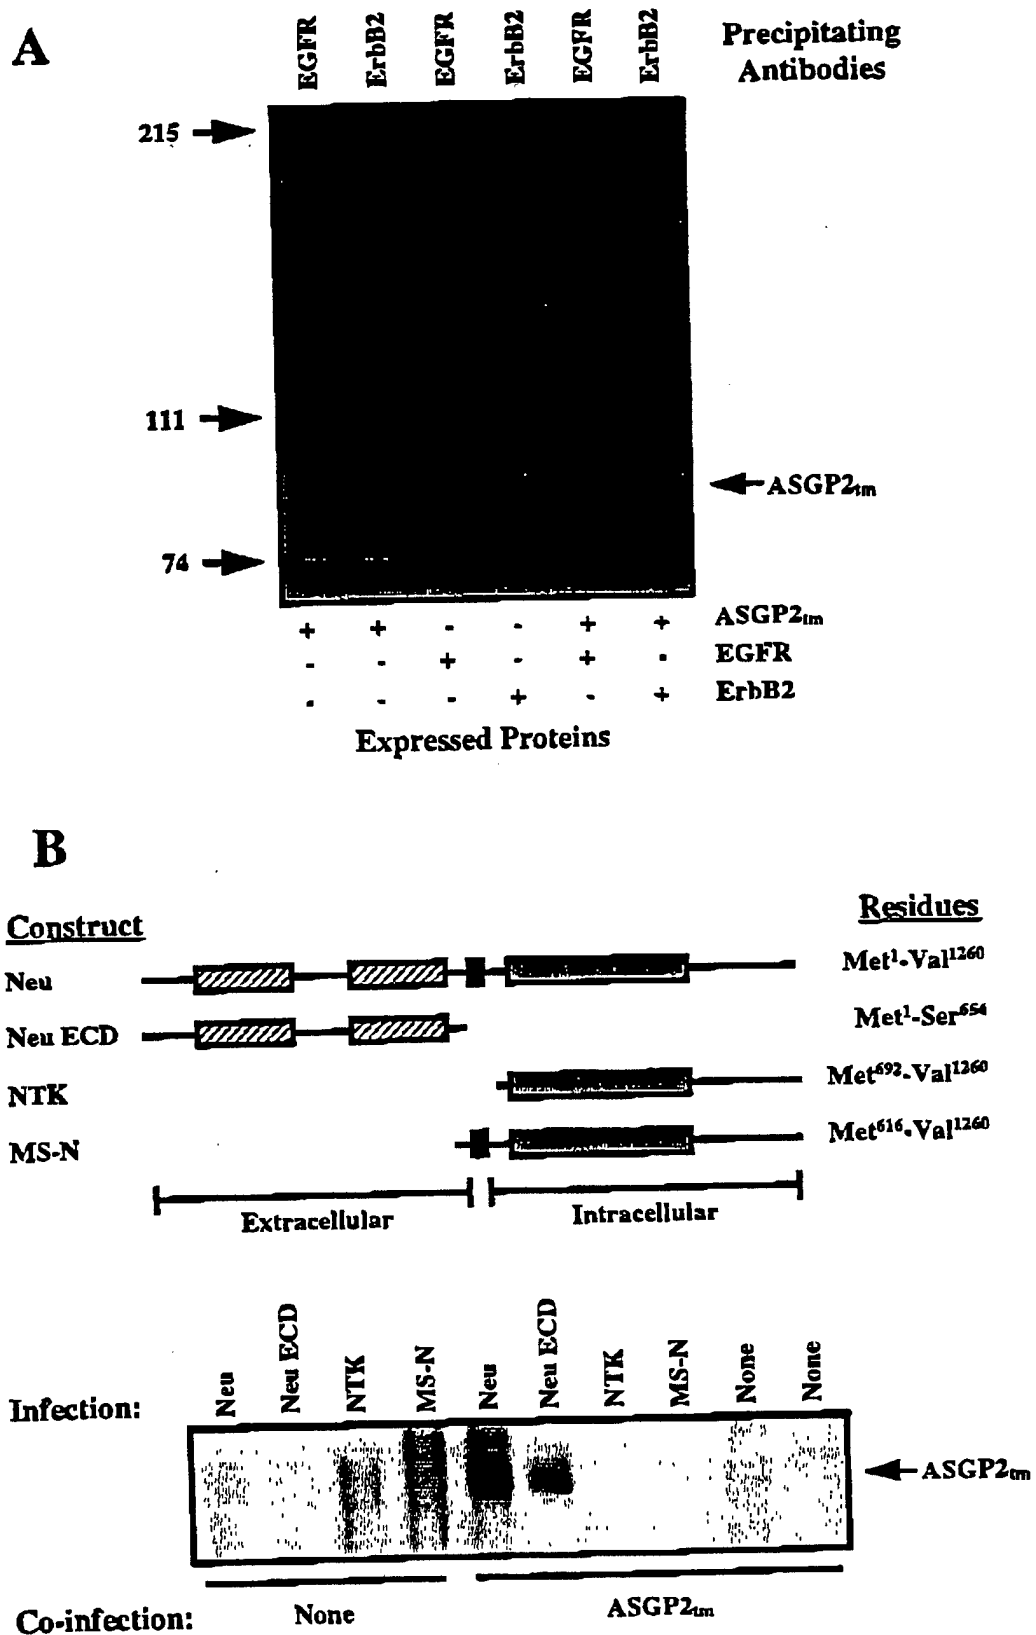 A
EGFR ErbB2 EGFR ErbB2 EGFR ErbB2
Precipitating
Antibodies
215
111
ASGP2tm
74
+ + - - + + ASGP2tm
- - + - + - EGFR
- - - + - + ErbB2
Expressed Proteins
B
Construct Residues
Neu Met¹-Val¹²⁶⁰
Neu ECD Met¹-Ser⁶⁵⁴
NTK Met⁶⁹²-Val¹²⁶⁰
MS-N Met⁶¹⁶-Val¹²⁶⁰
Extracellular Intracellular
Infection: Neu Neu ECD NTK MS-N Neu Neu ECD NTK MS-N None None
ASGP2tm
Co-infection: None ASGP2tm